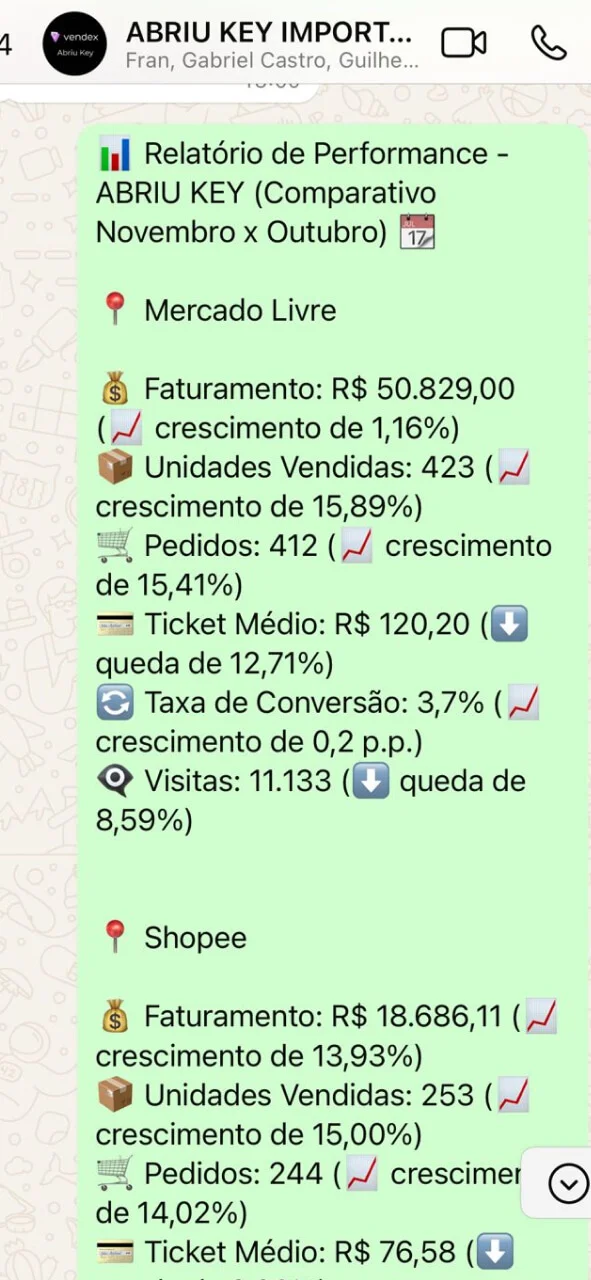 4
vendex
Abriu Key
ABRIU KEY IMPORT...
Fran, Gabriel Castro, Guilhe...
📊 Relatório de Performance -
ABRIU KEY (Comparativo
Novembro x Outubro) 📅
📍 Mercado Livre
💰 Faturamento: R$ 50.829,00
(📈 crescimento de 1,16%)
📦 Unidades Vendidas: 423 (📈
crescimento de 15,89%)
🛒 Pedidos: 412 (📈 crescimento
de 15,41%)
💳 Ticket Médio: R$ 120,20 (⬇️
queda de 12,71%)
🔄 Taxa de Conversão: 3,7% (📈
crescimento de 0,2 p.p.)
👁️‍🗨️ Visitas: 11.133 (⬇️ queda de
8,59%)
📍 Shopee
💰 Faturamento: R$ 18.686,11 (📈
crescimento de 13,93%)
📦 Unidades Vendidas: 253 (📈
crescimento de 15,00%)
🛒 Pedidos: 244 (📈
de 14,02%)
💳 Ticket Médio: R$ 76,58 (⬇️